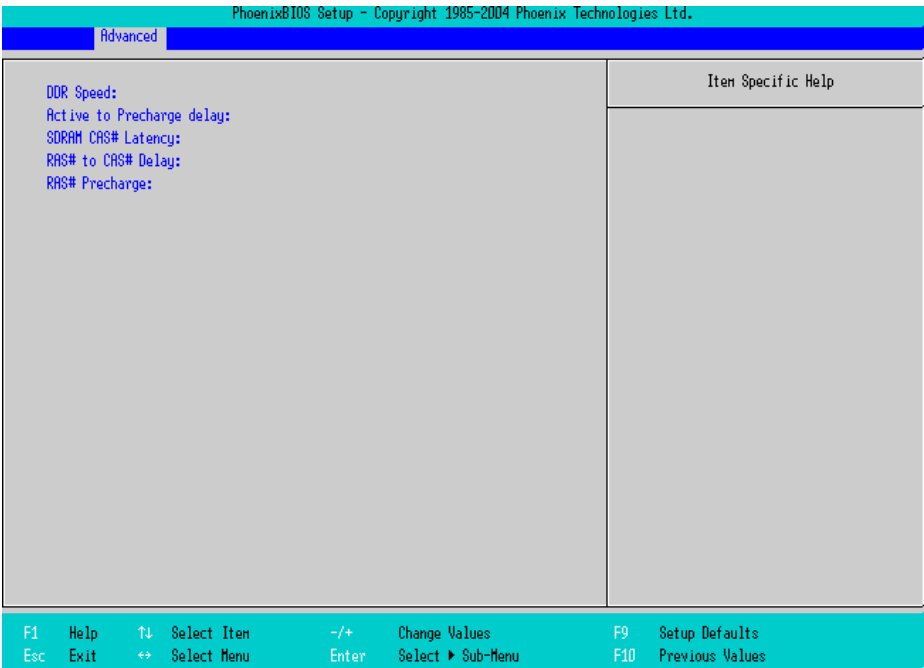 PhoenixBIOS Setup - Copyright 1985-2004 Phoenix Technologies Ltd.
Advanced
Item Specific Help
DDR Speed:
Active to Precharge delay:
SDRAM CAS# Latency:
RAS# to CAS# Delay:
RAS# Precharge:
F1 Help ↑↓ Select Item -/+ Change Values F9 Setup Defaults
Esc Exit ↔ Select Menu Enter Select ▶ Sub-Menu F10 Previous Values